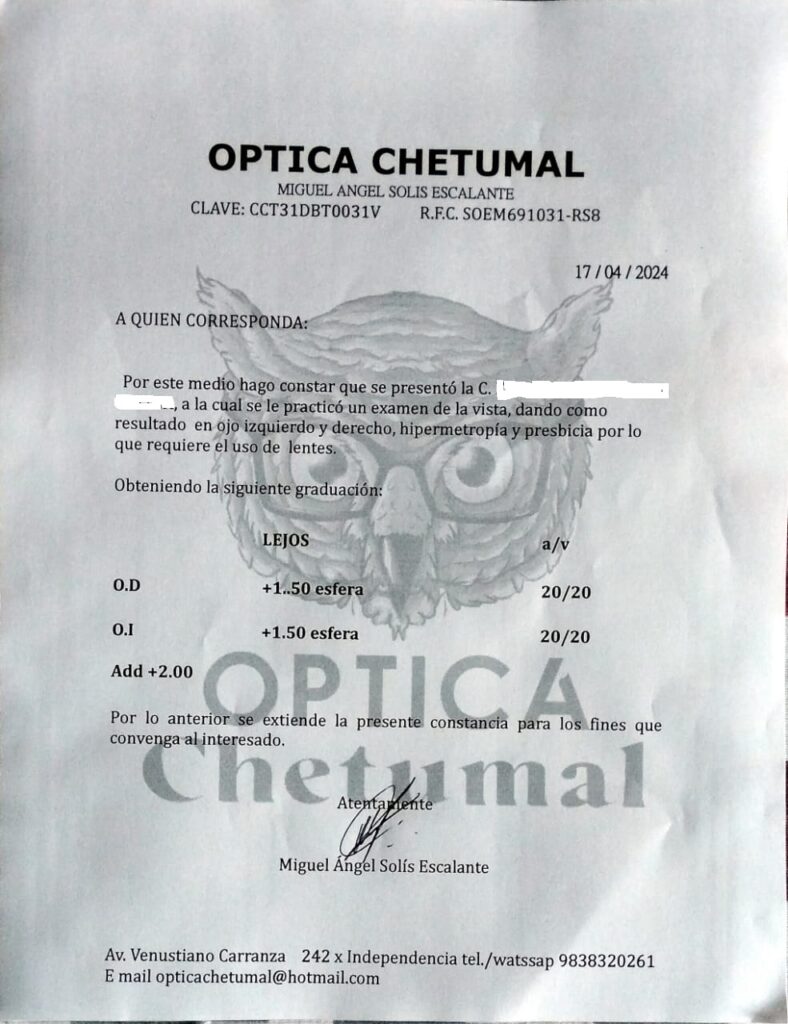 OPTICA CHETUMAL
MIGUEL ANGEL SOLIS ESCALANTE
CLAVE: CCT31DBT0031V R.F.C. SOEM691031-RS8
17 / 04 / 2024
A QUIEN CORRESPONDA:
Por este medio hago constar que se presentó la C.
, a la cual se le practicó un examen de la vista, dando como
resultado en ojo izquierdo y derecho, hipermetropía y presbicia por lo
que requiere el uso de lentes.
Obteniendo la siguiente graduación:
LEJOS a/v
O.D +1..50 esfera 20/20
O.I +1.50 esfera 20/20
Add +2.00
OPTICA
Por lo anterior se extiende la presente constancia para los fines que
convenga al interesado.
Chetumal
Atentamente
Miguel Ángel Solís Escalante
Av. Venustiano Carranza 242 x Independencia tel./watssap 9838320261
E mail opticachetumal@hotmail.com